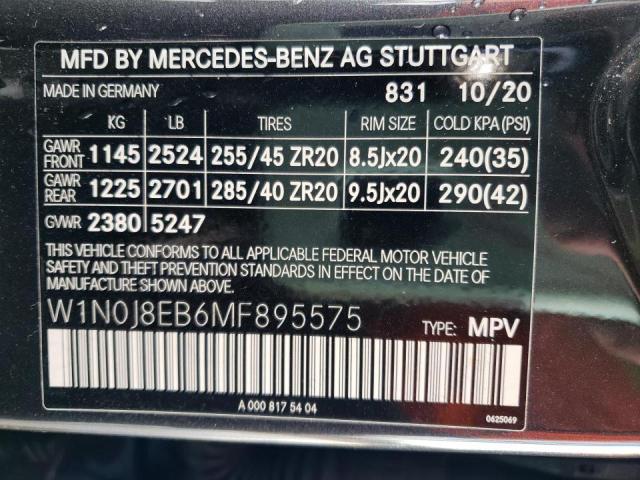 MFD BY MERCEDES-BENZ AG STUTTGART
MADE IN GERMANY 831 10/20
KG LB TIRES RIM SIZE COLD KPA (PSI)
GAWR FRONT 1145 2524 255/45 ZR20 8.5Jx20 240(35)
GAWR REAR 1225 2701 285/40 ZR20 9.5Jx20 290(42)
GVWR 2380 5247
THIS VEHICLE CONFORMS TO ALL APPLICABLE FEDERAL MOTOR VEHICLE
SAFETY AND THEFT PREVENTION STANDARDS IN EFFECT ON THE DATE OF
MANUFACTURE SHOWN ABOVE.
W1N0J8EB6MF895575 TYPE: MPV
A 000 817 54 04
0625069